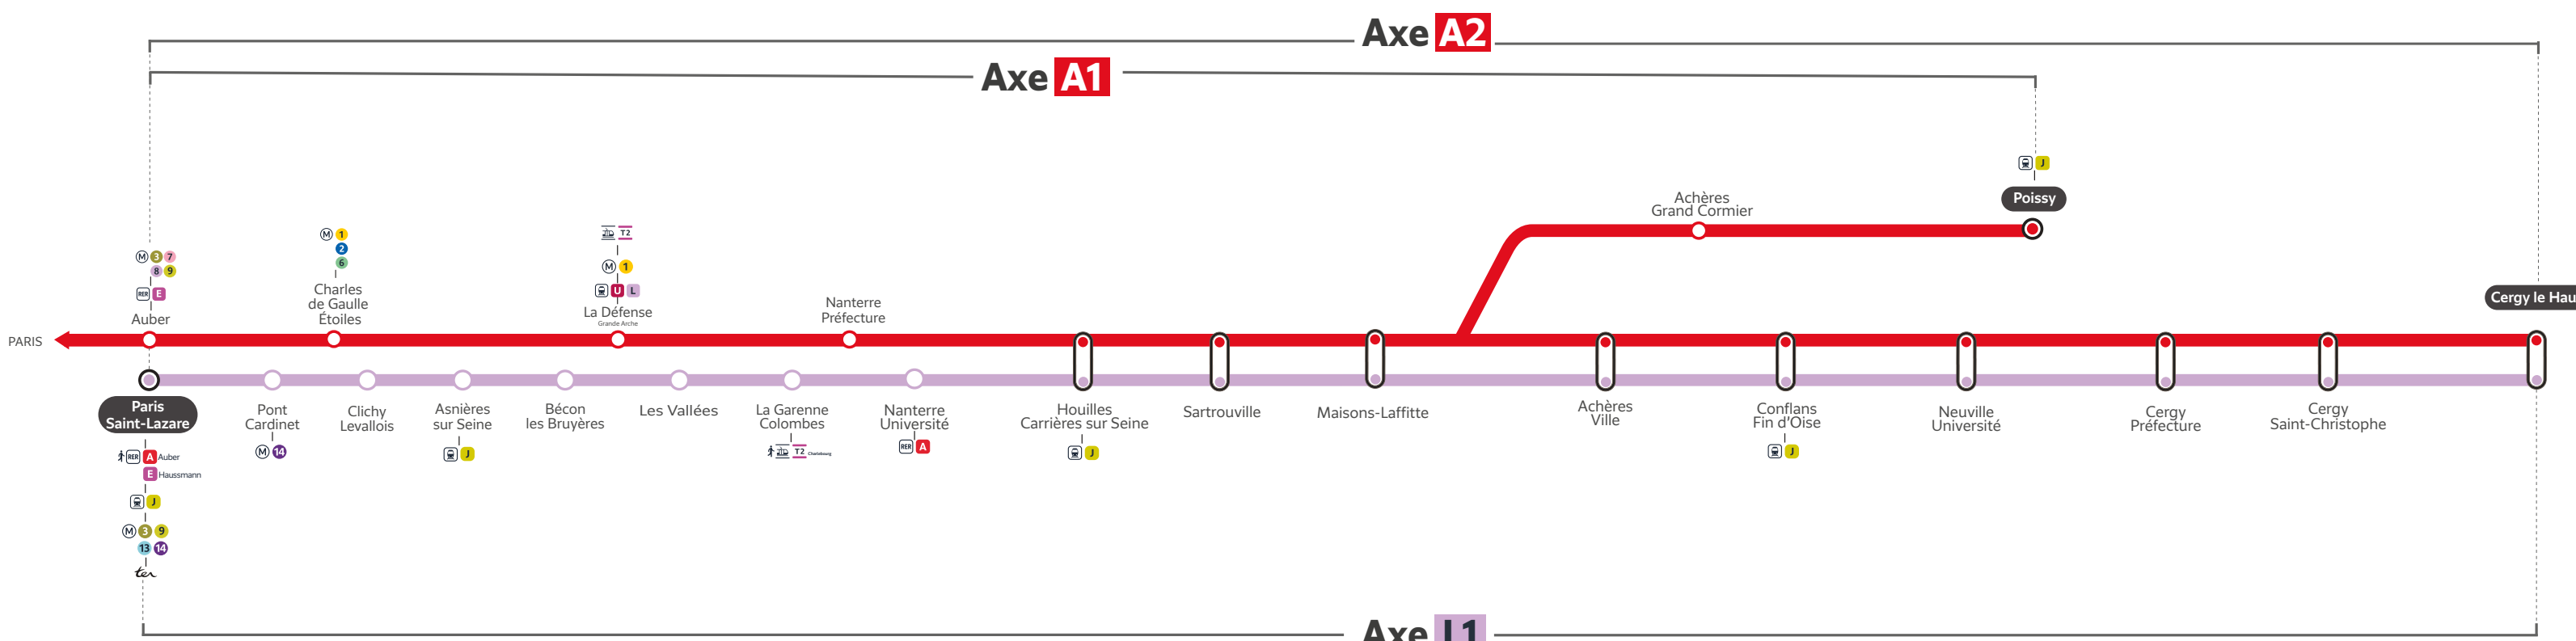 Axe A2
Axe A1
J
Poissy
Achères
Grand Cormier
M 1
2
6
T2
M 1
RER E
M 3 7
8 9
U L
Charles
de Gaulle
Étoiles
Nanterre
Préfecture
La Défense
Grande Arche
Auber
Cergy le Hau
PARIS
Paris
Saint-Lazare
Pont
Cardinet
Clichy
Levallois
Asnières
sur Seine
Bécon
les Bruyères
Les Vallées
La Garenne
Colombes
Nanterre
Université
Houilles
Carrières sur Seine
Sartrouville
Maisons-Laffitte
Achères
Ville
Conflans
Fin d'Oise
Neuville
Université
Cergy
Préfecture
Cergy
Saint-Christophe
RER A Auber
E Haussmann
J
M 3 9
13 14
ter
M 14
J
T2 Charlebourg
RER A
J
J
Axe L1